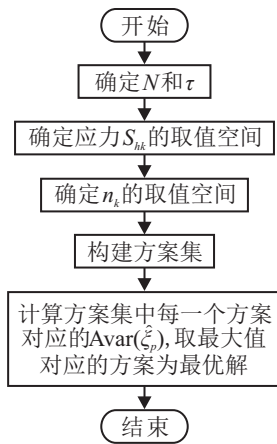 开始
确定N和τ
确定应力S_{hk}的取值空间
确定n_k的取值空间
构建方案集
计算方案集中每一个方案
对应的Avar(ξ̂_p),取最大值
对应的方案为最优解
结束